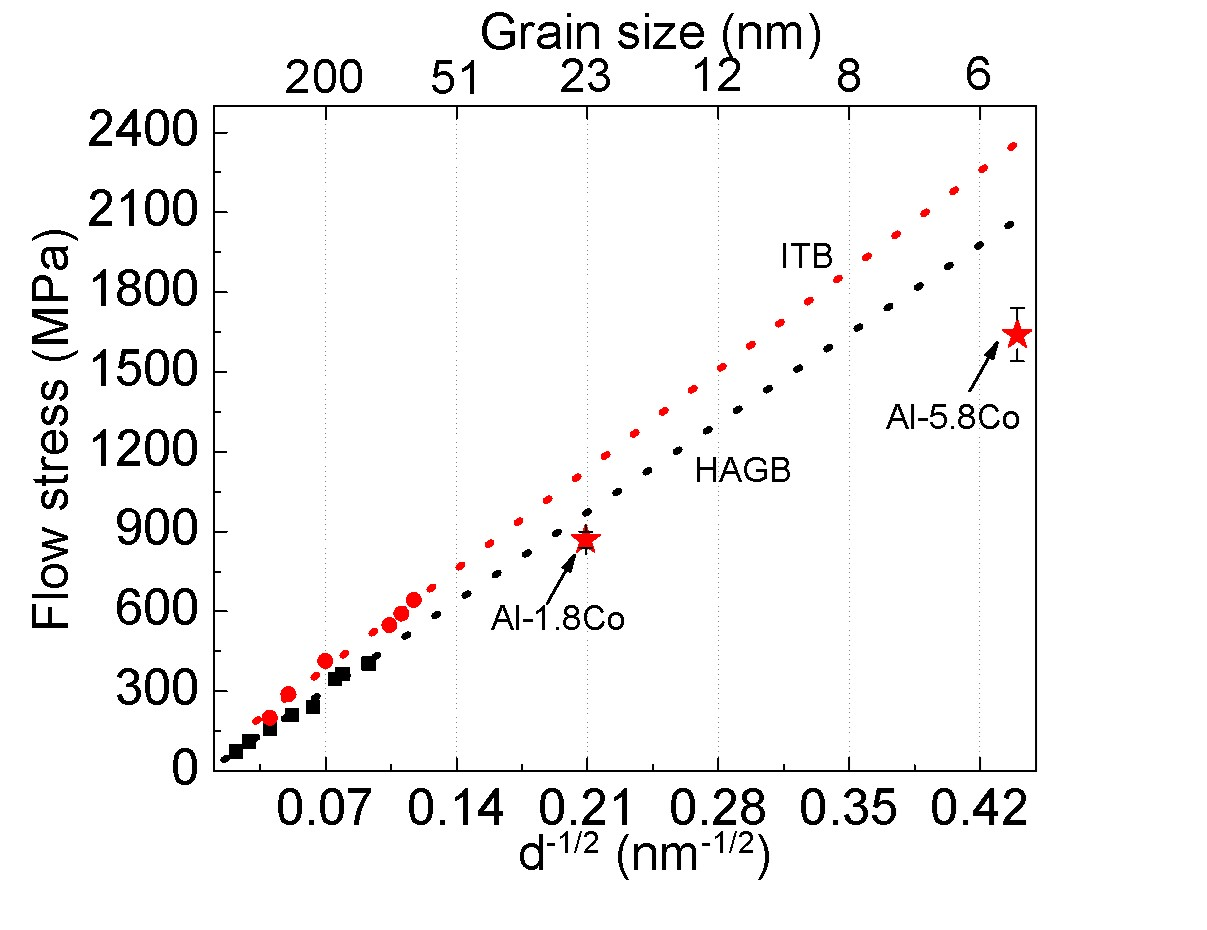 Grain size (nm)
200 51 23 12 8 6
2400
2100
1800
1500
1200
900
600
300
0
Flow stress (MPa)
ITB
HAGB
Al-5.8Co
Al-1.8Co
0.07 0.14 0.21 0.28 0.35 0.42
d-1/2 (nm-1/2)